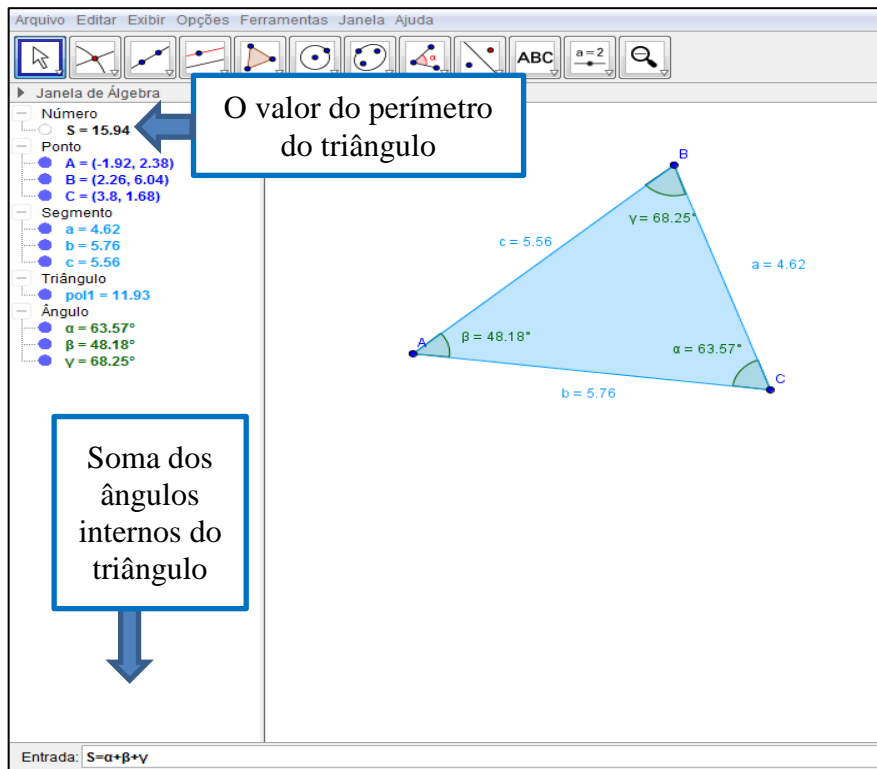 Arquivo Editar Exibir Opções Ferramentas Janela Ajuda
ABC
a = 2
Janela de Álgebra
Número
S = 15.94
Ponto
A = (-1.92, 2.38)
B = (2.26, 6.04)
C = (3.8, 1.68)
Segmento
a = 4.62
b = 5.76
c = 5.56
Triângulo
pol1 = 11.93
Ângulo
α = 63.57°
β = 48.18°
γ = 68.25°
O valor do perímetro
do triângulo
Soma dos
ângulos
internos do
triângulo
B
γ = 68.25°
c = 5.56
a = 4.62
A
β = 48.18°
α = 63.57°
C
b = 5.76
Entrada: S=α+β+γ